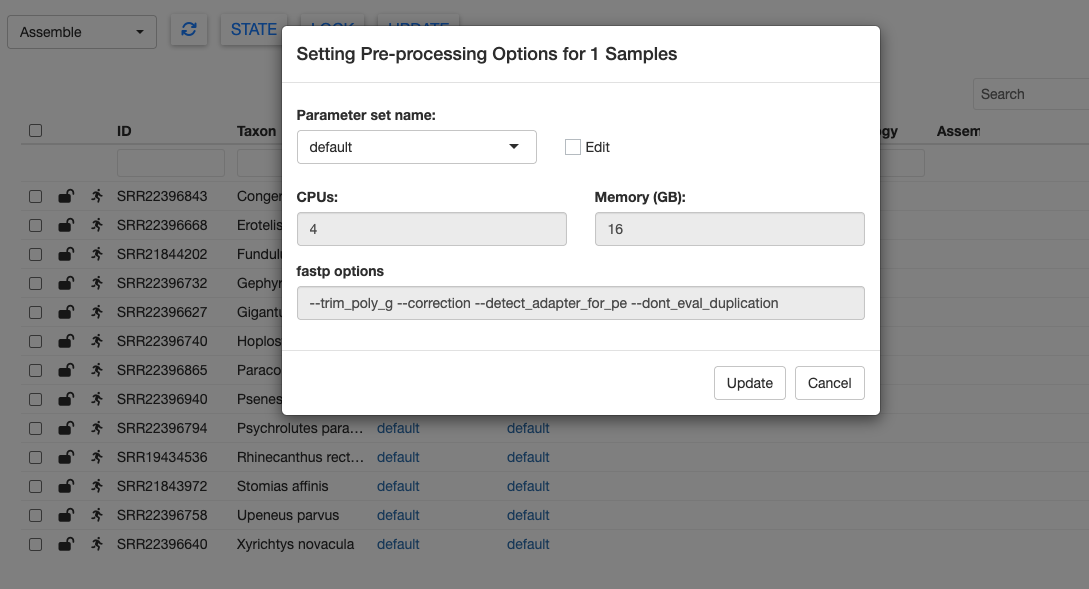 Assemble
STATE LOCK UPDATE
Setting Pre-processing Options for 1 Samples
Search
Parameter set name:
default
Edit
ID Taxon gy Assem
CPUs: Memory (GB):
4 16
fastp options
--trim_poly_g --correction --detect_adapter_for_pe --dont_eval_duplication
Update Cancel
SRR22396843 Conger
SRR22396668 Erotelis
SRR21844202 Fundulu
SRR22396732 Gephyr
SRR22396627 Gigantu
SRR22396740 Hoplos
SRR22396865 Paraco
SRR22396940 Psenes
SRR22396794 Psychrolutes para... default default
SRR19434536 Rhinecanthus rect... default default
SRR21843972 Stomias affinis default default
SRR22396758 Upeneus parvus default default
SRR22396640 Xyrichtys novacula default default